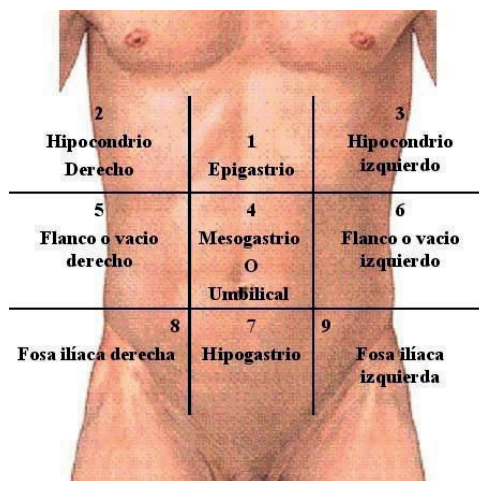 2
Hipocondrio
Derecho
1
Epigastrio
3
Hipocondrio
izquierdo
5
Flanco o vacio
derecho
4
Mesogastrio
O
Umbilical
6
Flanco o vacio
izquierdo
8
Fosa ilíaca derecha
7
Hipogastrio
9
Fosa ilíaca
izquierda